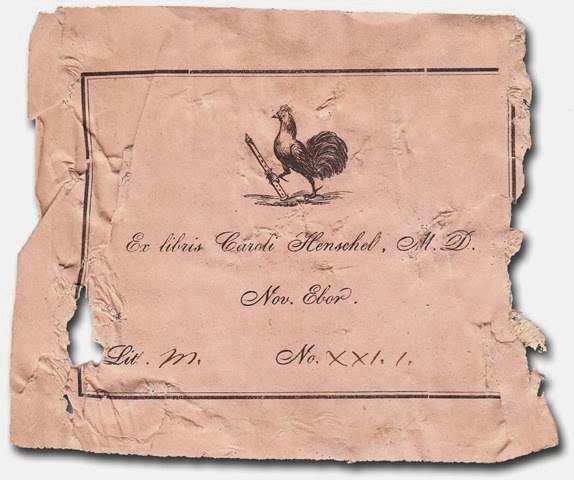 Ex libris Caroli Henschel, M. D.
Nov. Ebor.
Lit. M. No. XXI. 1.